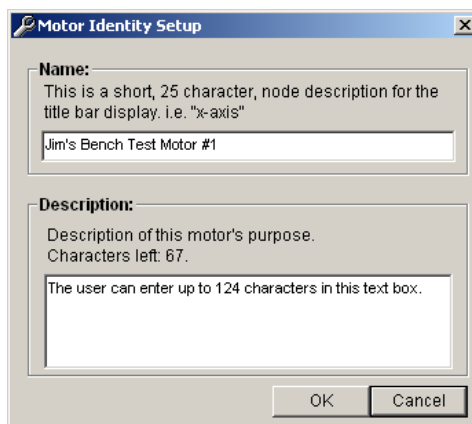 Motor Identity Setup
Name:
This is a short, 25 character, node description for the
title bar display. i.e. "x-axis"
Jim's Bench Test Motor #1
Description:
Description of this motor's purpose.
Characters left: 67.
The user can enter up to 124 characters in this text box.
OK Cancel